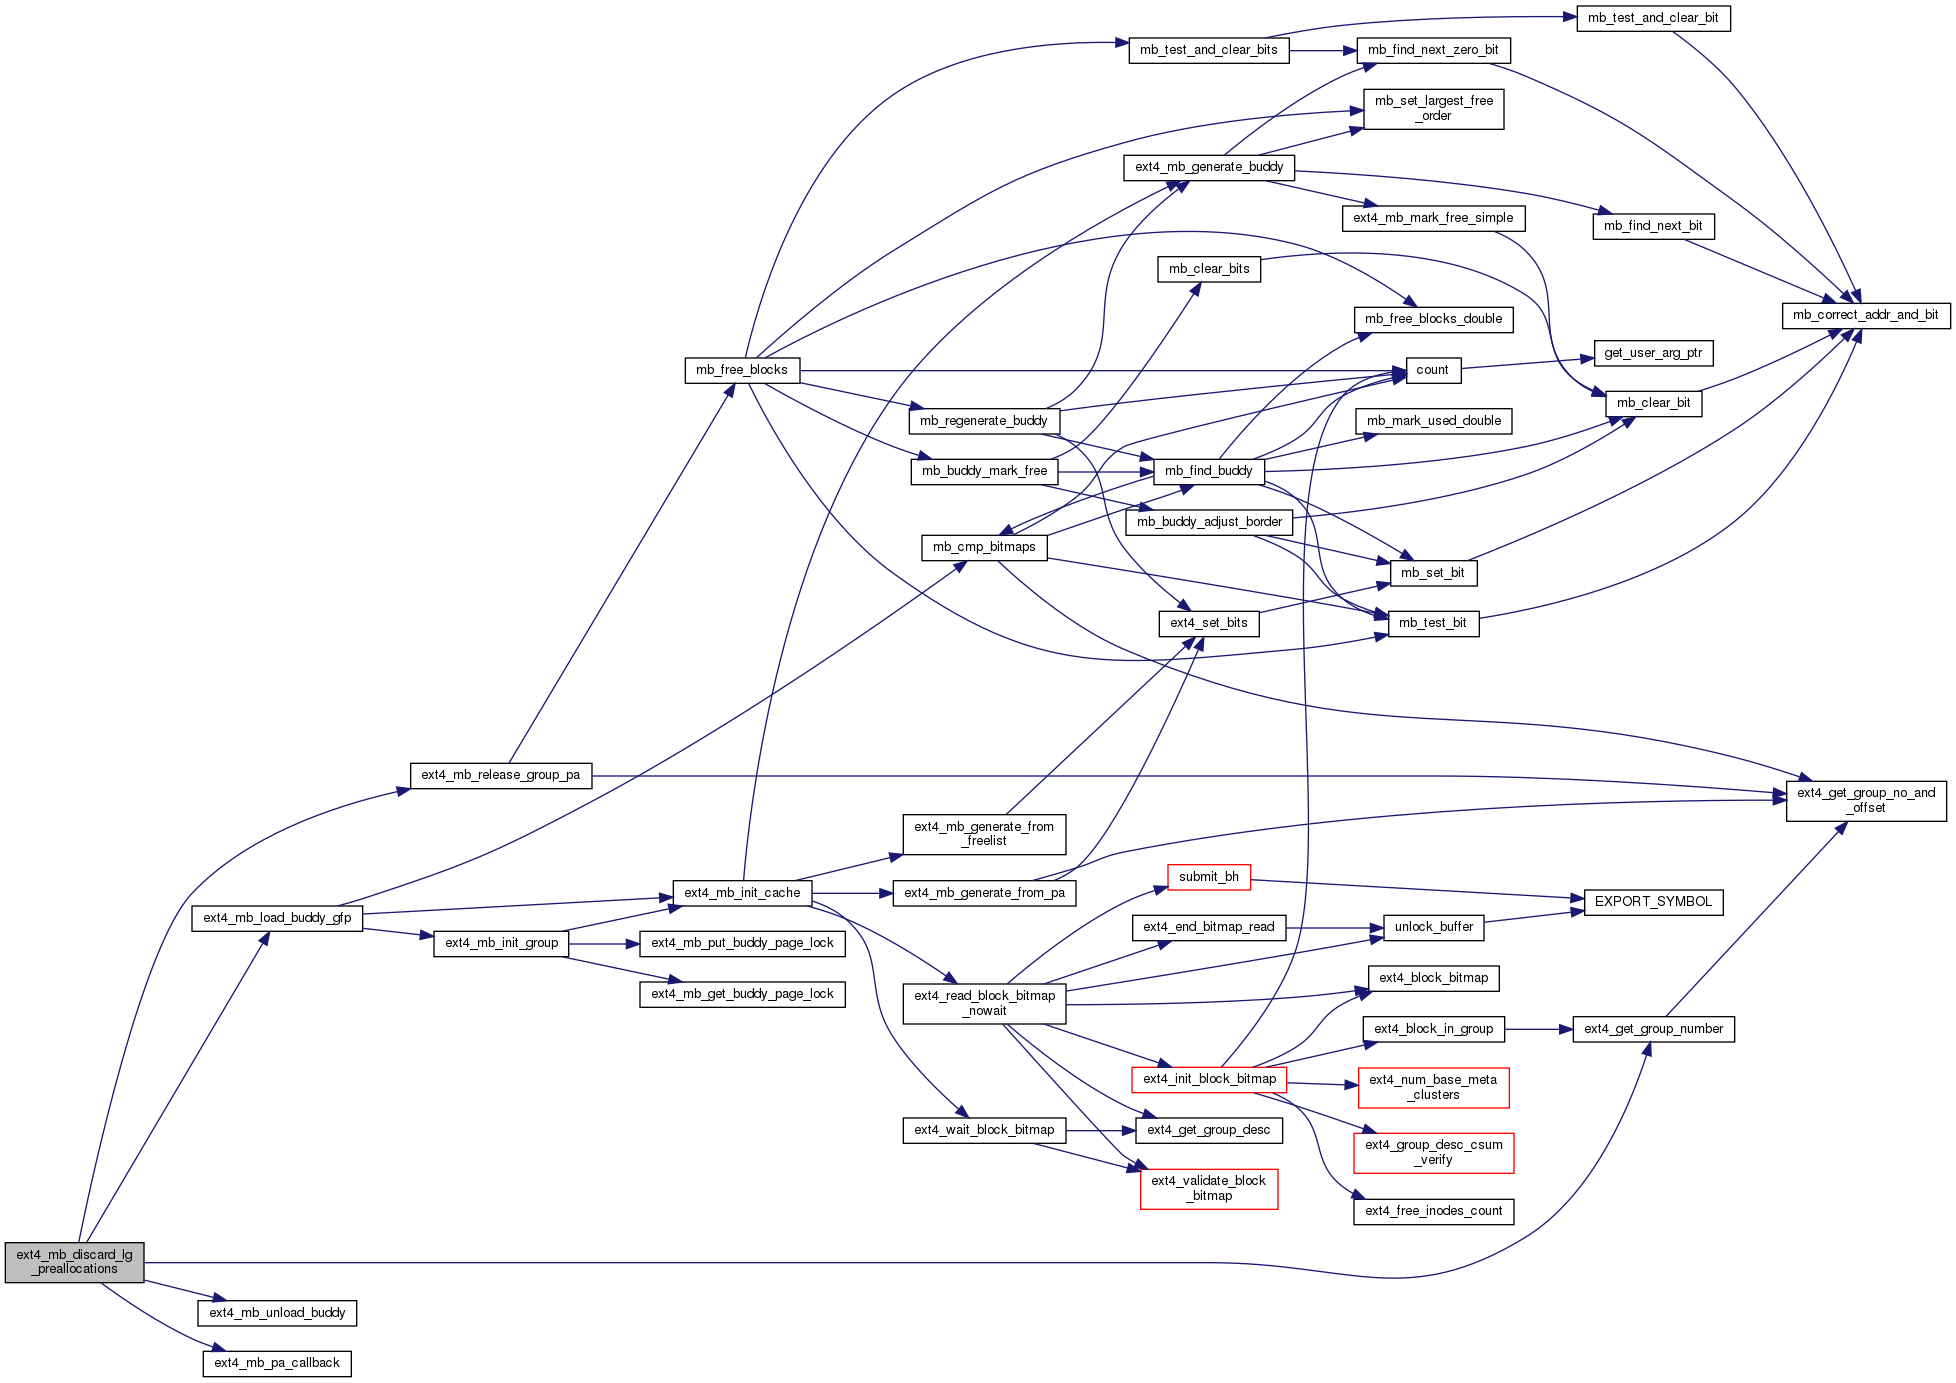 mb_test_and_clear_bit
mb_test_and_clear_bits
mb_find_next_zero_bit
mb_set_largest_free
_order
ext4_mb_generate_buddy
ext4_mb_mark_free_simple
mb_find_next_bit
mb_clear_bits
mb_free_blocks_double
mb_correct_addr_and_bit
get_user_arg_ptr
mb_free_blocks
count
mb_clear_bit
mb_regenerate_buddy
mb_mark_used_double
mb_buddy_mark_free
mb_find_buddy
mb_buddy_adjust_border
mb_cmp_bitmaps
mb_set_bit
ext4_set_bits
mb_test_bit
ext4_mb_release_group_pa
ext4_get_group_no_and
_offset
ext4_mb_generate_from
_freelist
submit_bh
ext4_mb_init_cache
ext4_mb_generate_from_pa
EXPORT_SYMBOL
ext4_mb_load_buddy_gfp
ext4_end_bitmap_read
unlock_buffer
ext4_mb_init_group
ext4_mb_put_buddy_page_lock
ext4_block_bitmap
ext4_mb_get_buddy_page_lock
ext4_read_block_bitmap
_nowait
ext4_block_in_group
ext4_get_group_number
ext4_init_block_bitmap
ext4_num_base_meta
_clusters
ext4_wait_block_bitmap
ext4_get_group_desc
ext4_group_desc_csum
_verify
ext4_validate_block
_bitmap
ext4_free_inodes_count
ext4_mb_discard_lg
_preallocations
ext4_mb_unload_buddy
ext4_mb_pa_callback